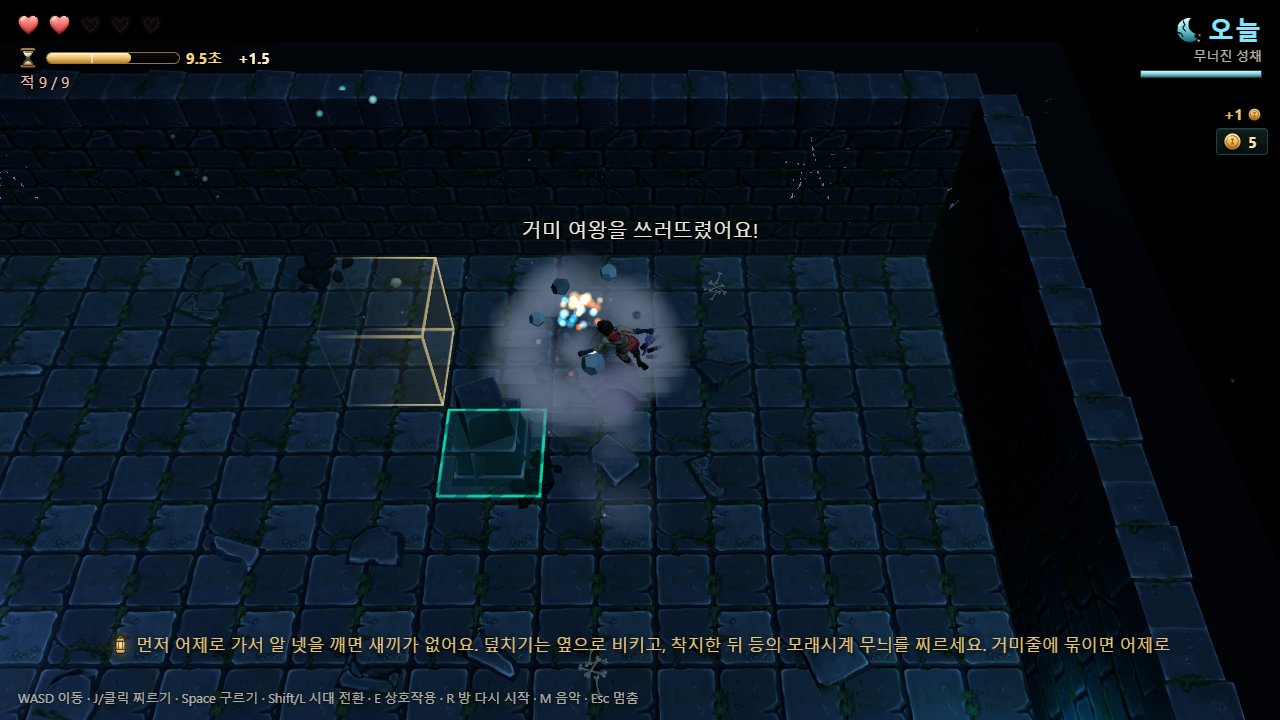 9.5초 +1.5
적 9 / 9
오늘
무너진 성채
+1
5
거미 여왕을 쓰러뜨렸어요!
먼저 어제로 가서 알 넷을 깨면 새끼가 없어요. 덮치기는 옆으로 비키고, 착지한 뒤 등의 모래시계 무늬를 찌르세요. 거미줄에 묶이면 어제로
WASD 이동 · J/클릭 찌르기 · Space 구르기 · Shift/L 시대 전환 · E 상호작용 · R 방 다시 시작 · M 음악 · Esc 멈춤